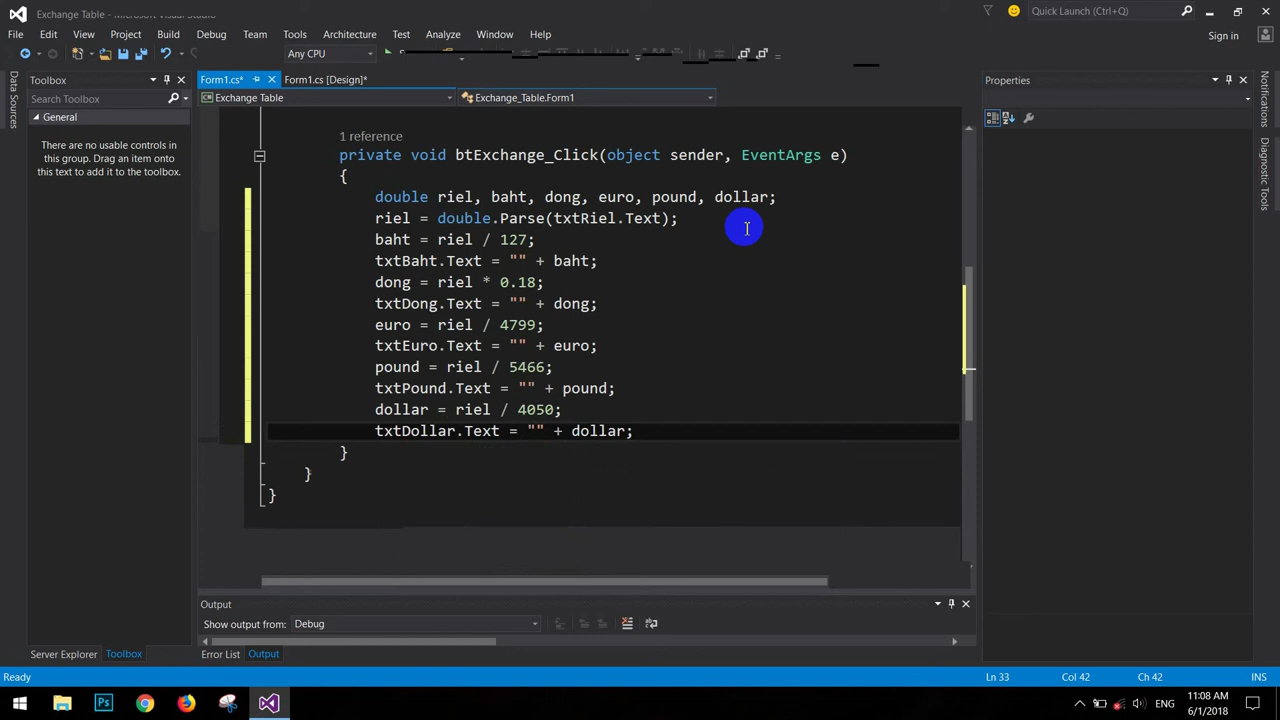 Exchange Table - Microsoft Visual Studio
Quick Launch (Ctrl+Q)
File Edit View Project Build Debug Team Tools Architecture Test Analyze Window Help
Sign in
Any CPU
Data Sources
Toolbox
Search Toolbox
General
There are no usable controls in
this group. Drag an item onto
this text to add it to the toolbox.
Form1.cs*
Form1.cs [Design]*
Exchange Table
Exchange_Table.Form1
1 reference
private void btExchange_Click(object sender, EventArgs e)
{
double riel, baht, dong, euro, pound, dollar;
riel = double.Parse(txtRiel.Text);
baht = riel / 127;
txtBaht.Text = "" + baht;
dong = riel * 0.18;
txtDong.Text = "" + dong;
euro = riel / 4799;
txtEuro.Text = "" + euro;
pound = riel / 5466;
txtPound.Text = "" + pound;
dollar = riel / 4050;
txtDollar.Text = "" + dollar;
}
}
}
Properties
Notifications
Diagnostic Tools
Output
Show output from: Debug
Server Explorer Toolbox
Error List Output
Ready
Ln 33 Col 42 Ch 42 INS
Ps
ENG
11:08 AM
6/1/2018